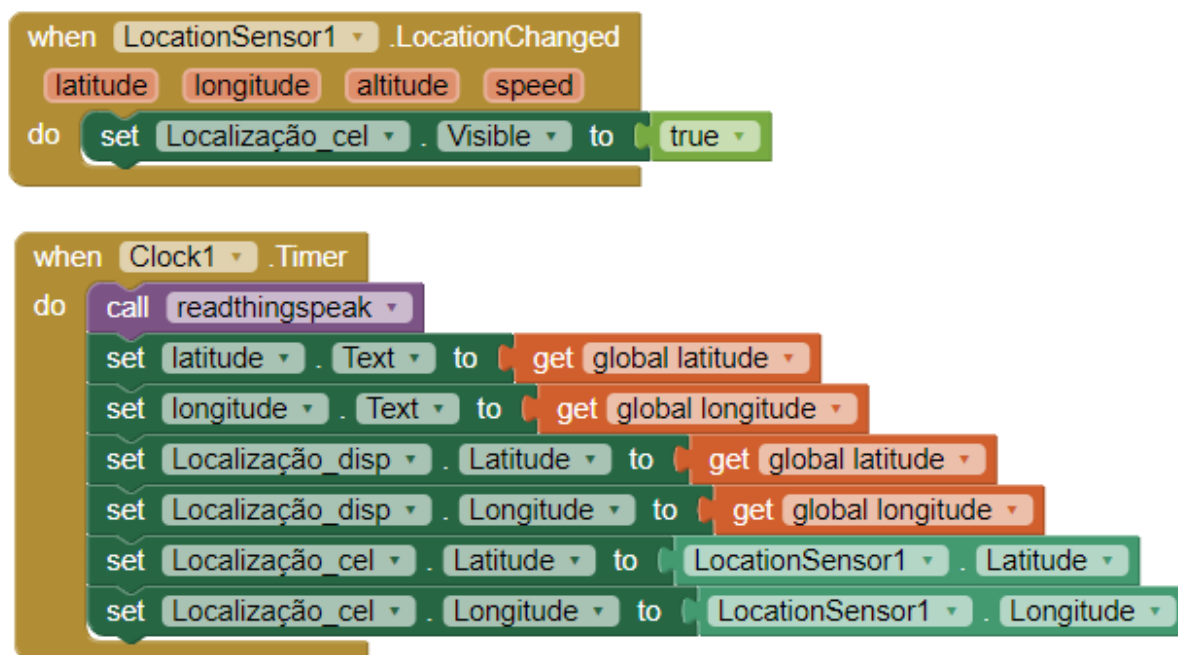 when LocationSensor1 .LocationChanged
latitude longitude altitude speed
do set Localização_cel . Visible to true
when Clock1 .Timer
do call readthingspeak
set latitude . Text to get global latitude
set longitude . Text to get global longitude
set Localização_disp . Latitude to get global latitude
set Localização_disp . Longitude to get global longitude
set Localização_cel . Latitude to LocationSensor1 . Latitude
set Localização_cel . Longitude to LocationSensor1 . Longitude